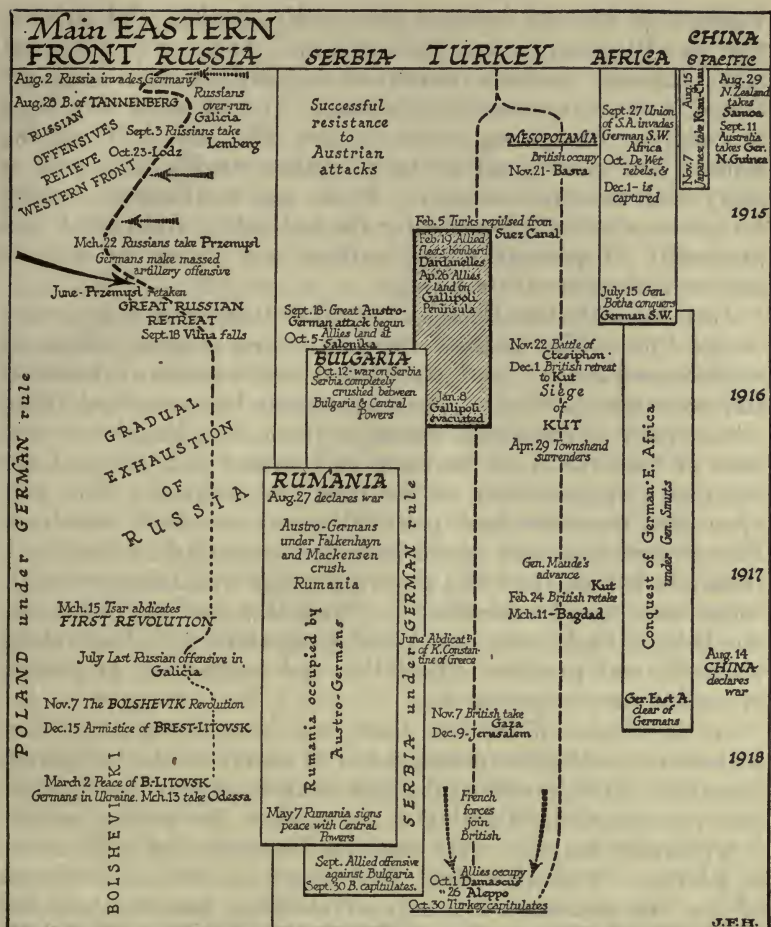 Main EASTERN
FRONT RUSSIA
Aug. 2 Russia invades Germany
Russians
over-run
Galicia
Aug. 28 B. of TANNENBERG
RUSSIAN
OFFENSIVES
RELIEVE
WESTERN FRONT
Sept. 3 Russians take
Lemberg
Oct. 23-Lodz
Mch. 22 Russians take Przemysl
Germans make massed
artillery offensive
June-Przemysl retaken
GREAT RUSSIAN
RETREAT
Sept. 18 Vilna falls
POLAND under GERMAN rule
GRADUAL
EXHAUSTION
OF
RUSSIA
Mch. 15 Tsar abdicates
FIRST REVOLUTION
July Last Russian offensive in
Galicia
Nov. 7 The BOLSHEVIK Revolution
Dec. 15 Armistice of BREST-LITOVSK
March 2 Peace of B.-LITOVSK
Germans in Ukraine. Mch. 13 take Odessa
BOLSHEVIKI
SERBIA
Successful
resistance
to
Austrian
attacks
Sept. 18-Great Austro-
German attack begun
Oct. 5-Allies land at
Salonika
BULGARIA
Oct. 12-war on Serbia
Serbia completely
crushed between
Bulgaria & Central
Powers
RUMANIA
Aug. 27 declares war
Austro-Germans
under Falkenhayn
and Mackensen
crush
Rumania
Rumania occupied by
Austro-Germans
May 7 Rumania signs
peace with Central
Powers
SERBIA under GERMAN rule
June Abdicatn.
of K. Constan-
tine of Greece
Sept. Allied offensive
against Bulgaria
Sept. 30 B. capitulates.
TURKEY
MESOPOTAMIA
British occupy
Nov. 21-Basra
Feb. 5 Turks repulsed from
Suez Canal
Feb. 19 Allied
fleets bombard
Dardanelles
Ap. 26 Allies
land on
Gallipoli
Peninsula
Jan. 8
Gallipoli
evacuated
Nov. 22 Battle of
Ctesiphon.
Dec. 1 British retreat
to Kut
Siege
of
KUT
Apr. 29 Townshend
surrenders
Gen. Maude's
advance
Kut
Feb. 24 British retake
Mch. 11-Bagdad
Nov. 7 British take
Gaza
Dec. 9-Jerusalem
French
forces
join
British
Allies occupy
Oct. 1 Damascus
" 26 Aleppo
Oct. 30 Turkey capitulates
AFRICA
Sept. 27 Union
of S.A. invades
German S.W.
Africa
Oct. De Wet
rebels, &
Dec. 1-is
captured
July 15 Gen.
Botha conquers
German S.W.
Conquest of German E. Africa
under Gen. Smuts
Ger. East A.
clear of
Germans
CHINA
& PACIFIC
Aug. 15
Nov. 7
Japanese take Kiau-Chau
Aug. 29
N. Zealand
takes
Samoa
Sept. 11
Australia
takes Ger.
N. Guinea
1915
1916
1917
Aug. 14
CHINA
declares
war
1918
J.F.H.